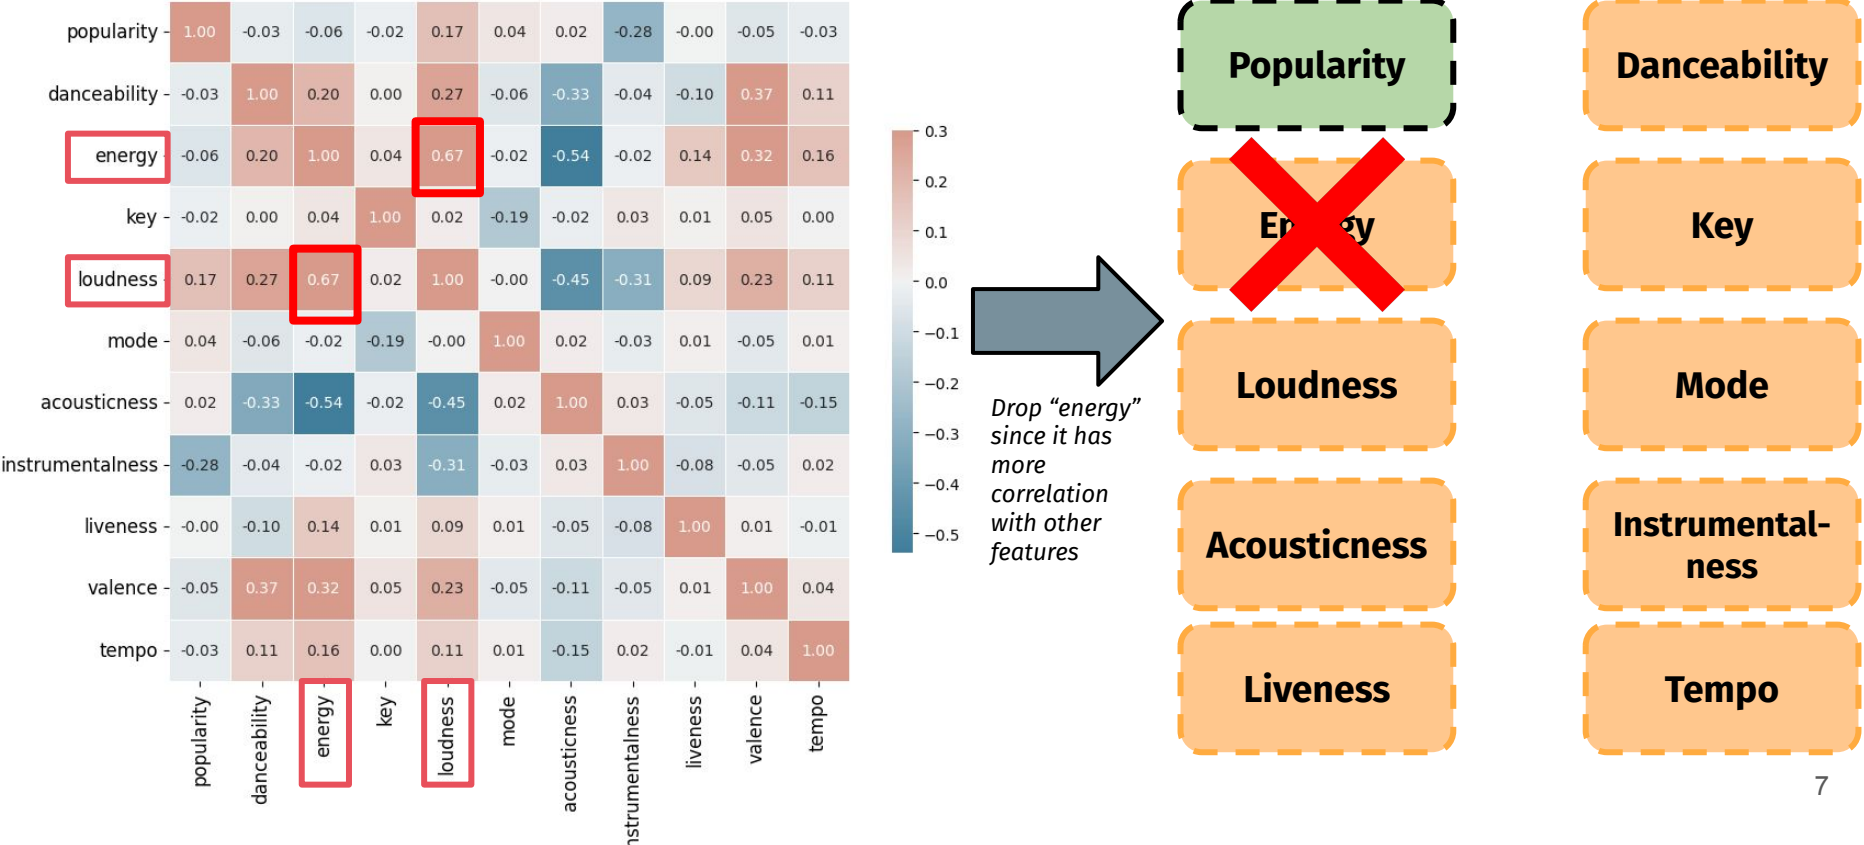 popularity 1.00 -0.03 -0.06 -0.02 0.17 0.04 0.02 -0.28 -0.00 -0.05 -0.03
danceability -0.03 1.00 0.20 0.00 0.27 -0.06 -0.33 -0.04 -0.10 0.37 0.11
energy -0.06 0.20 1.00 0.04 0.67 -0.02 -0.54 -0.02 0.14 0.32 0.16
key -0.02 0.00 0.04 1.00 0.02 -0.19 -0.02 0.03 0.01 0.05 0.00
loudness 0.17 0.27 0.67 0.02 1.00 -0.00 -0.45 -0.31 0.09 0.23 0.11
mode 0.04 -0.06 -0.02 -0.19 -0.00 1.00 0.02 -0.03 0.01 -0.05 0.01
acousticness 0.02 -0.33 -0.54 -0.02 -0.45 0.02 1.00 0.03 -0.05 -0.11 -0.15
instrumentalness -0.28 -0.04 -0.02 0.03 -0.31 -0.03 0.03 1.00 -0.08 -0.05 0.02
liveness -0.00 -0.10 0.14 0.01 0.09 0.01 -0.05 -0.08 1.00 0.01 -0.01
valence -0.05 0.37 0.32 0.05 0.23 -0.05 -0.11 -0.05 0.01 1.00 0.04
tempo -0.03 0.11 0.16 0.00 0.11 0.01 -0.15 0.02 -0.01 0.04 1.00
popularity
danceability
energy
key
loudness
mode
acousticness
nstrumentalness
liveness
valence
tempo
0.3
0.2
0.1
0.0
−0.1
−0.2
−0.3
−0.4
−0.5
Drop “energy”
since it has
more
correlation
with other
features
Popularity
Danceability
Energy
Key
Loudness
Mode
Acousticness
Instrumental-
ness
Liveness
Tempo
7